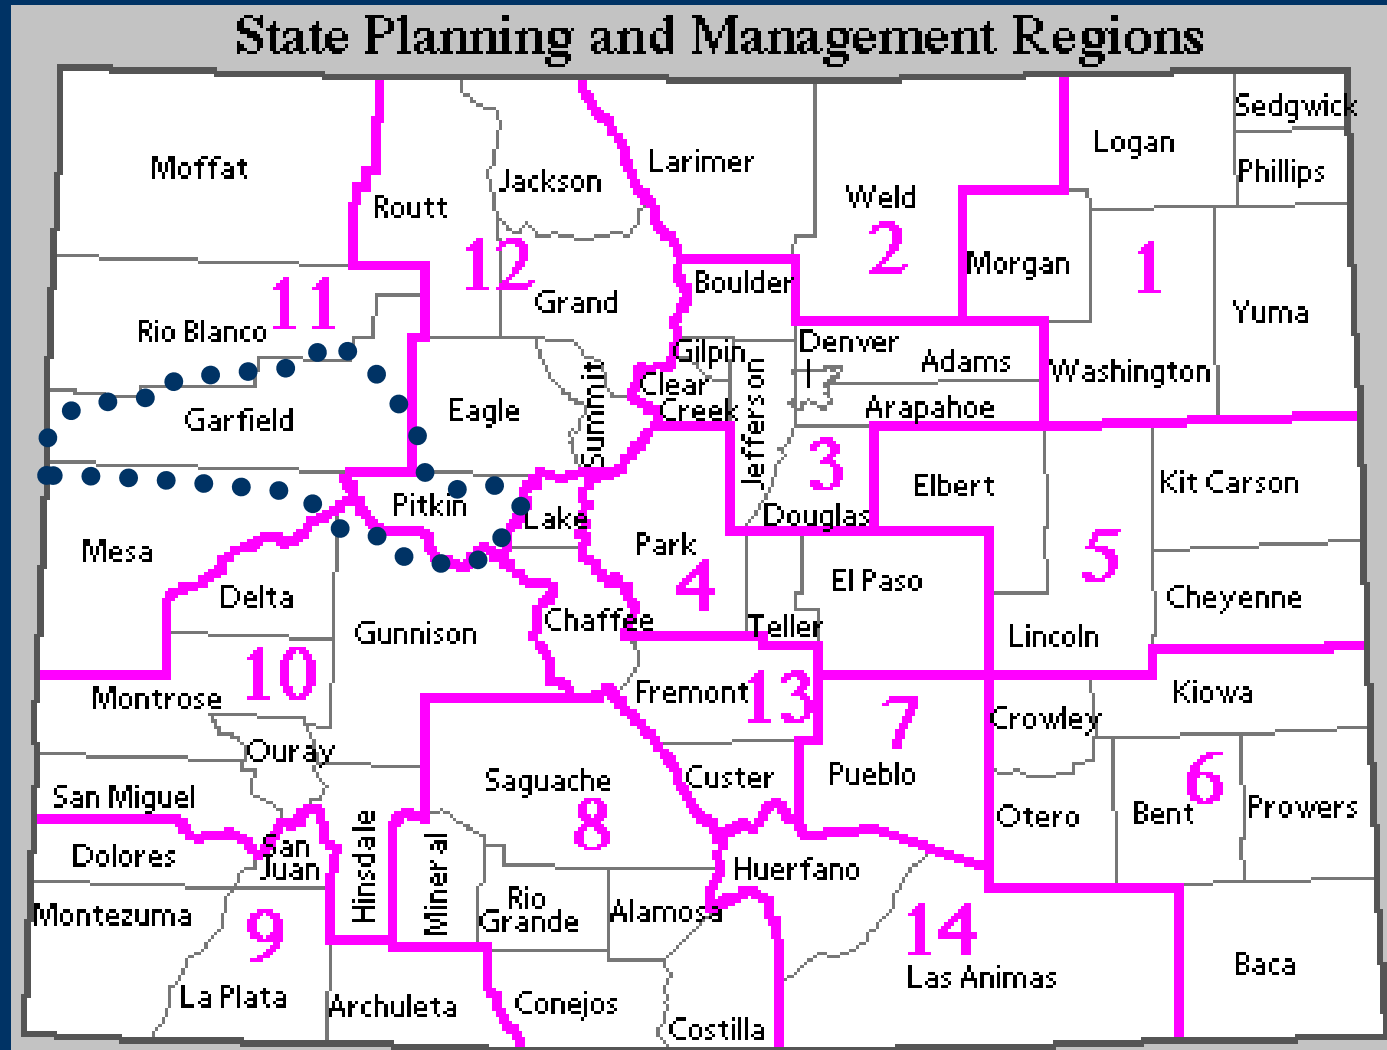 State Planning and Management Regions
Sedgwick
Logan
Moffat
Larimer
Phillips
Jackson
Routt
Weld
2
12
Morgan
1
Boulder
11
Grand
Yuma
Rio Blanco
Denver
Gilpin
Adams
Washington
Clear
Creek
Summit
Jefferson
Eagle
Arapahoe
Garfield
3
Elbert
Kit Carson
Pitkin
Lake
Douglas
Mesa
Park
4
5
El Paso
Delta
Cheyenne
Chaffee
Teller
Gunnison
Lincoln
10
Montrose
Fremont
13
Kiowa
7
Crowley
Ouray
Saguache
Custer
Pueblo
6
San Miguel
8
Otero
Bent
Prowers
San
Juan
Dolores
Hinsdale
Mineral
Huerfano
Rio
Grande
Alamosa
Montezuma
9
14
Baca
La Plata
Archuleta
Conejos
Las Animas
Costilla